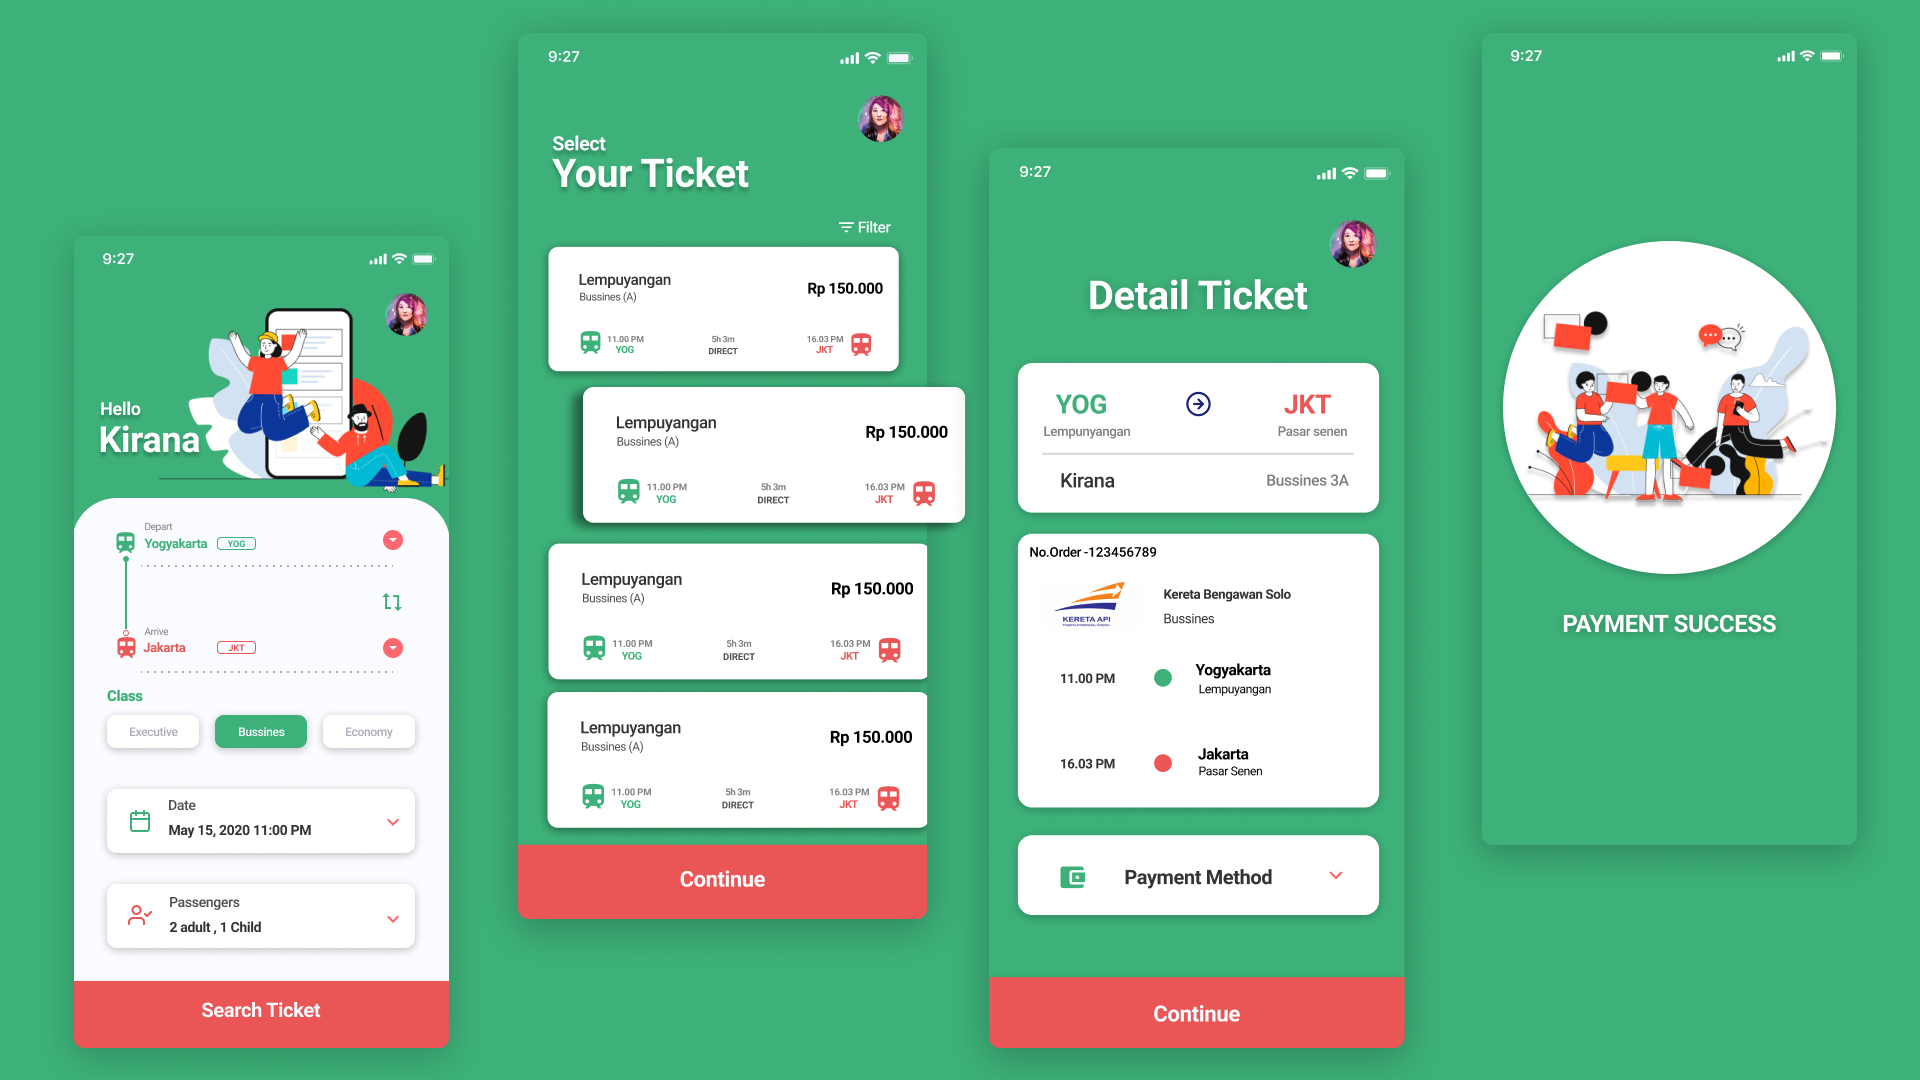 9:27
Hello
Kirana
Depart
Yogyakarta YOG
Arrive
Jakarta JKT
Class
Executive Bussines Economy
Date
May 15, 2020 11:00 PM
Passengers
2 adult , 1 Child
Search Ticket
9:27
Select
Your Ticket
Filter
Lempuyangan
Bussines (A)
Rp 150.000
11.00 PM 5h 3m 16.03 PM
YOG DIRECT JKT
Lempuyangan
Bussines (A)
Rp 150.000
11.00 PM 5h 3m 16.03 PM
YOG DIRECT JKT
Lempuyangan
Bussines (A)
Rp 150.000
11.00 PM 5h 3m 16.03 PM
YOG DIRECT JKT
Lempuyangan
Bussines (A)
Rp 150.000
11.00 PM 5h 3m 16.03 PM
YOG DIRECT JKT
Continue
9:27
Detail Ticket
YOG JKT
Lempunyangan Pasar senen
Kirana Bussines 3A
No.Order -123456789
KERETA API
Kereta Bengawan Solo
Bussines
11.00 PM Yogyakarta
Lempuyangan
16.03 PM Jakarta
Pasar Senen
Payment Method
Continue
9:27
PAYMENT SUCCESS